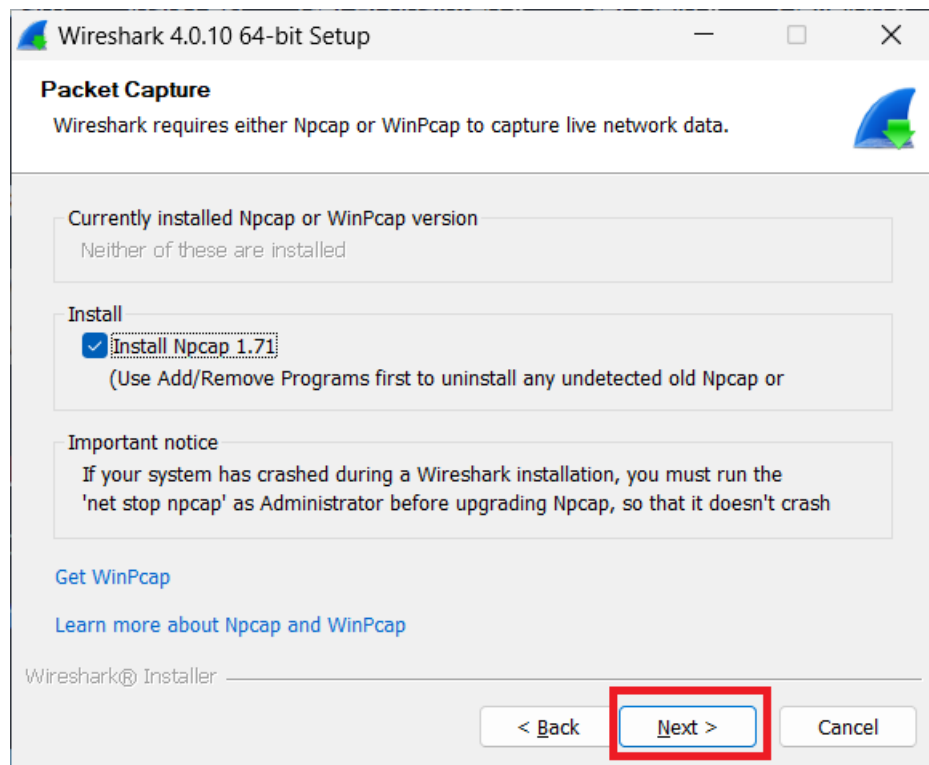 Wireshark 4.0.10 64-bit Setup
Packet Capture
Wireshark requires either Npcap or WinPcap to capture live network data.
Currently installed Npcap or WinPcap version
Neither of these are installed
Install
Install Npcap 1.71
(Use Add/Remove Programs first to uninstall any undetected old Npcap or
Important notice
If your system has crashed during a Wireshark installation, you must run the
'net stop npcap' as Administrator before upgrading Npcap, so that it doesn't crash
Get WinPcap
Learn more about Npcap and WinPcap
Wireshark® Installer
< Back Next > Cancel